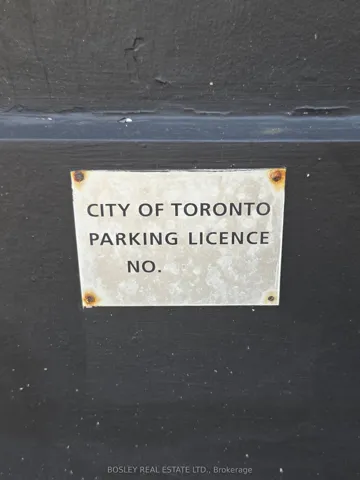 CITY OF TORONTO
PARKING LICENCE
NO.
BOSLEY REAL ESTATE LTD., Brokerage